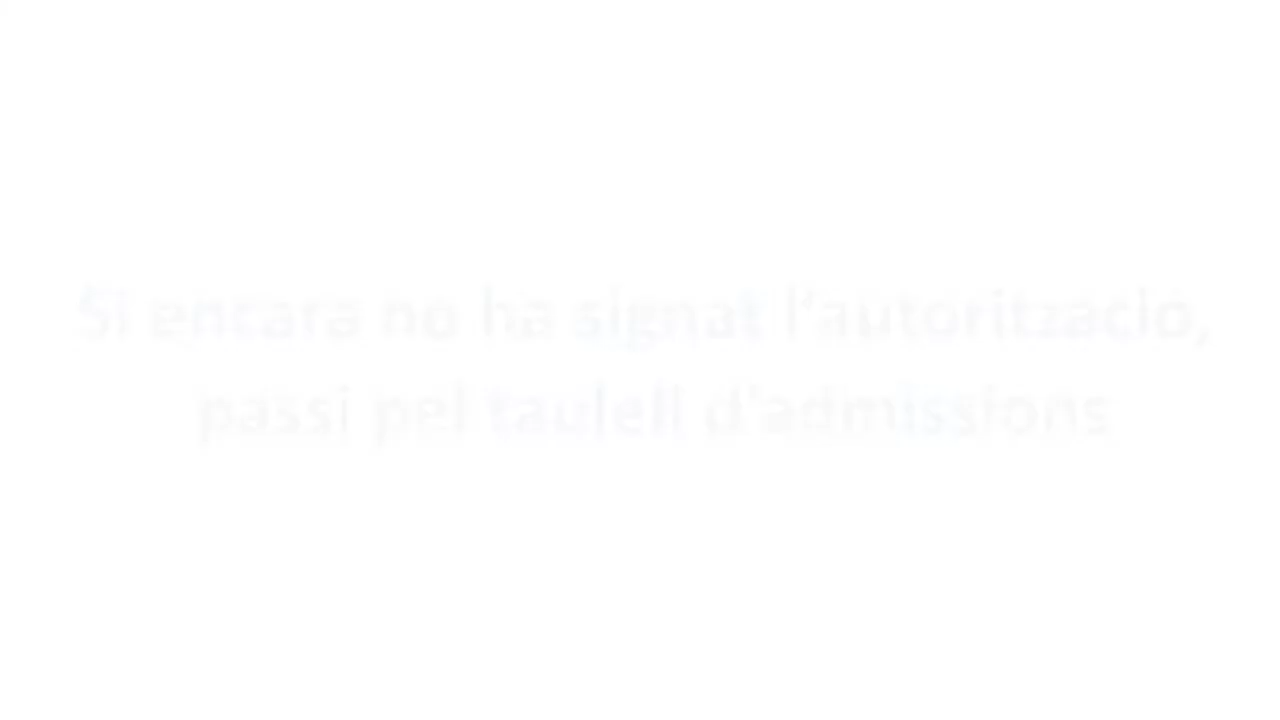 Si encara no ha signat l'autorització,
passi pel taulell d'admissions